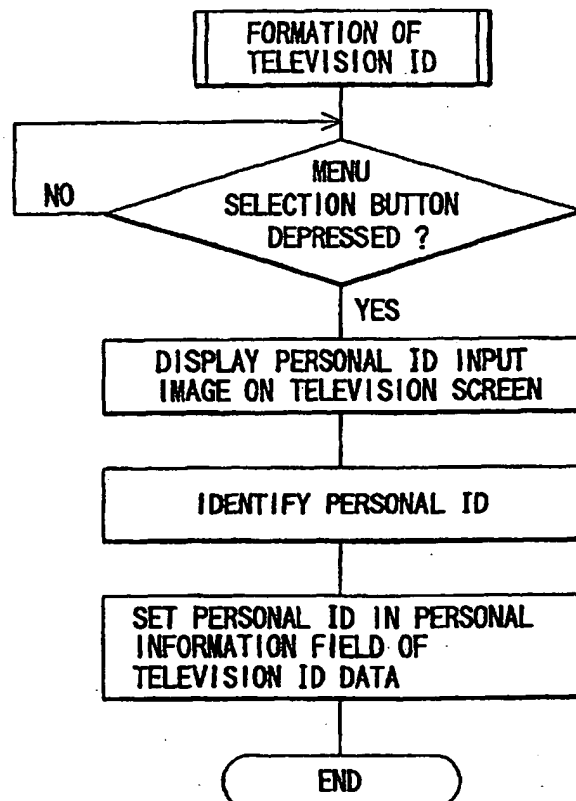 FORMATION OF
TELEVISION ID
MENU
SELECTION BUTTON
DEPRESSED ?
NO
YES
DISPLAY PERSONAL ID INPUT
IMAGE ON TELEVISION SCREEN
IDENTIFY PERSONAL ID
SET PERSONAL ID IN PERSONAL
INFORMATION FIELD OF
TELEVISION ID DATA
END